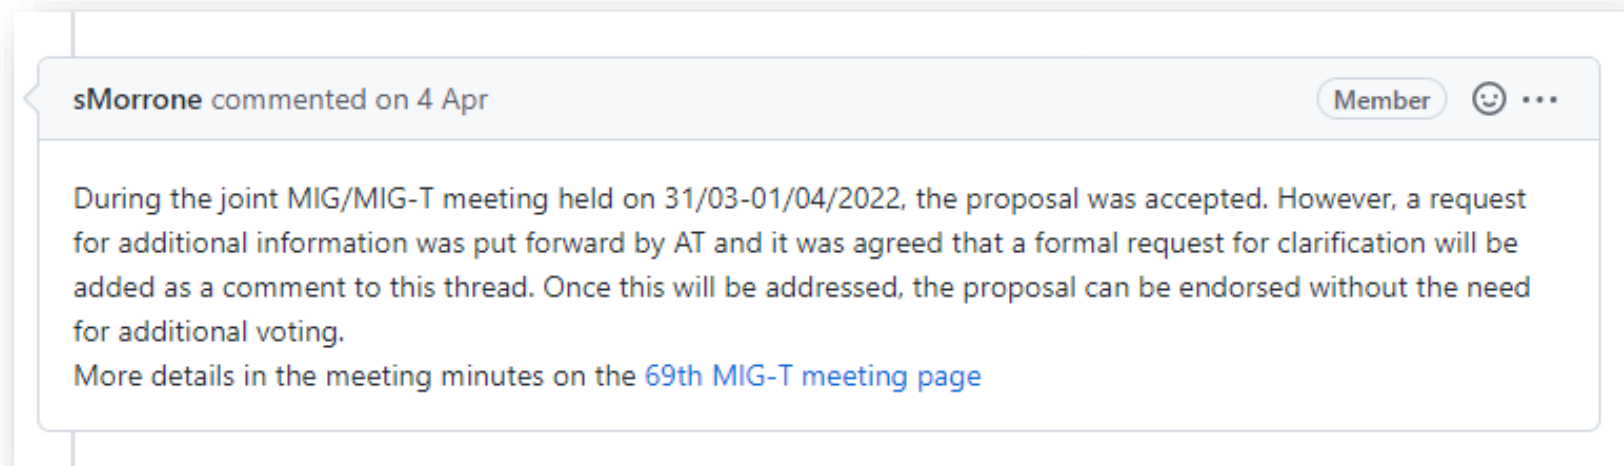 sMorrone commented on 4 Apr
Member
During the joint MIG/MIG-T meeting held on 31/03-01/04/2022, the proposal was accepted. However, a request
for additional information was put forward by AT and it was agreed that a formal request for clarification will be
added as a comment to this thread. Once this will be addressed, the proposal can be endorsed without the need
for additional voting.
More details in the meeting minutes on the 69th MIG-T meeting page